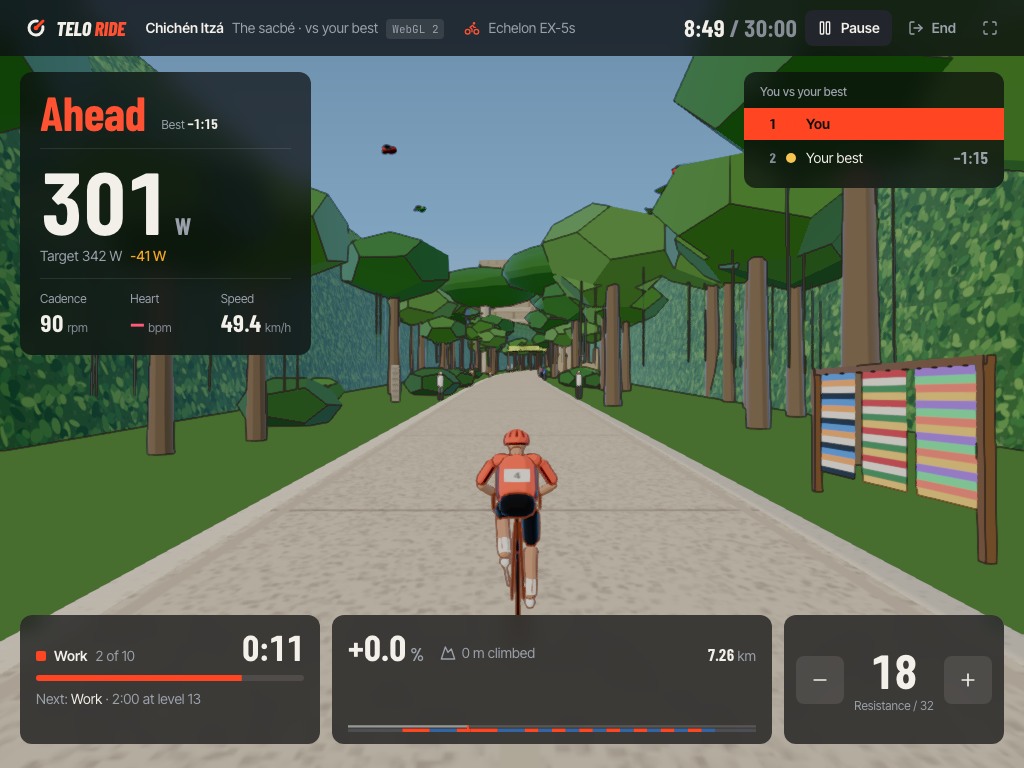 TELO RIDE
Chichén Itzá The sacbé · vs your best WebGL 2 Echelon EX-5s 8:49 / 30:00 Pause End
Ahead Best −1:15
301 W
Target 342 W -41 W
Cadence Heart Speed
90 rpm – bpm 49.4 km/h
You vs your best
1 You
2 Your best −1:15
4
Work 2 of 10 0:11
Next: Work · 2:00 at level 13
+0.0 % 0 m climbed 7.26 km
− 18 +
Resistance / 32